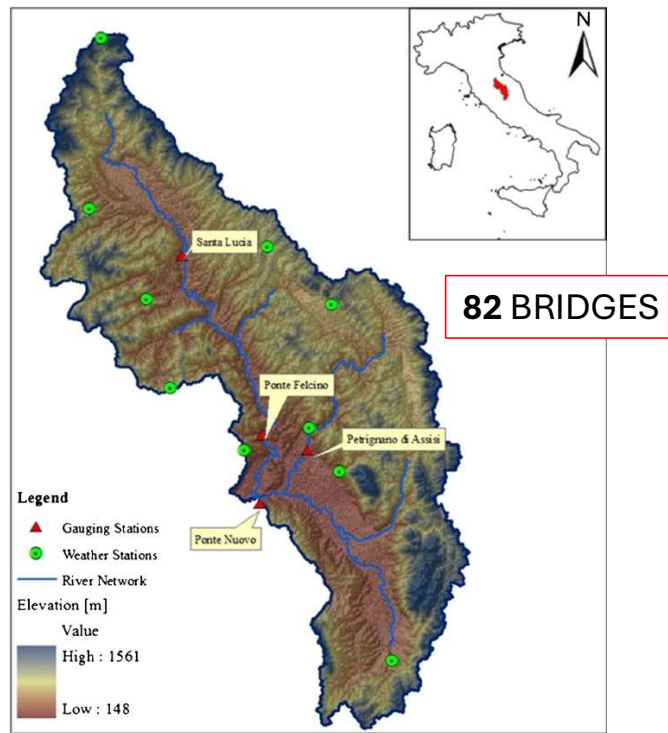 N
Santa Lucia
82 BRIDGES
Ponte Felcino
Petrignano di Assisi
Ponte Nuovo
Legend
Gauging Stations
Weather Stations
River Network
Elevation [m]
Value
High : 1561
Low : 148